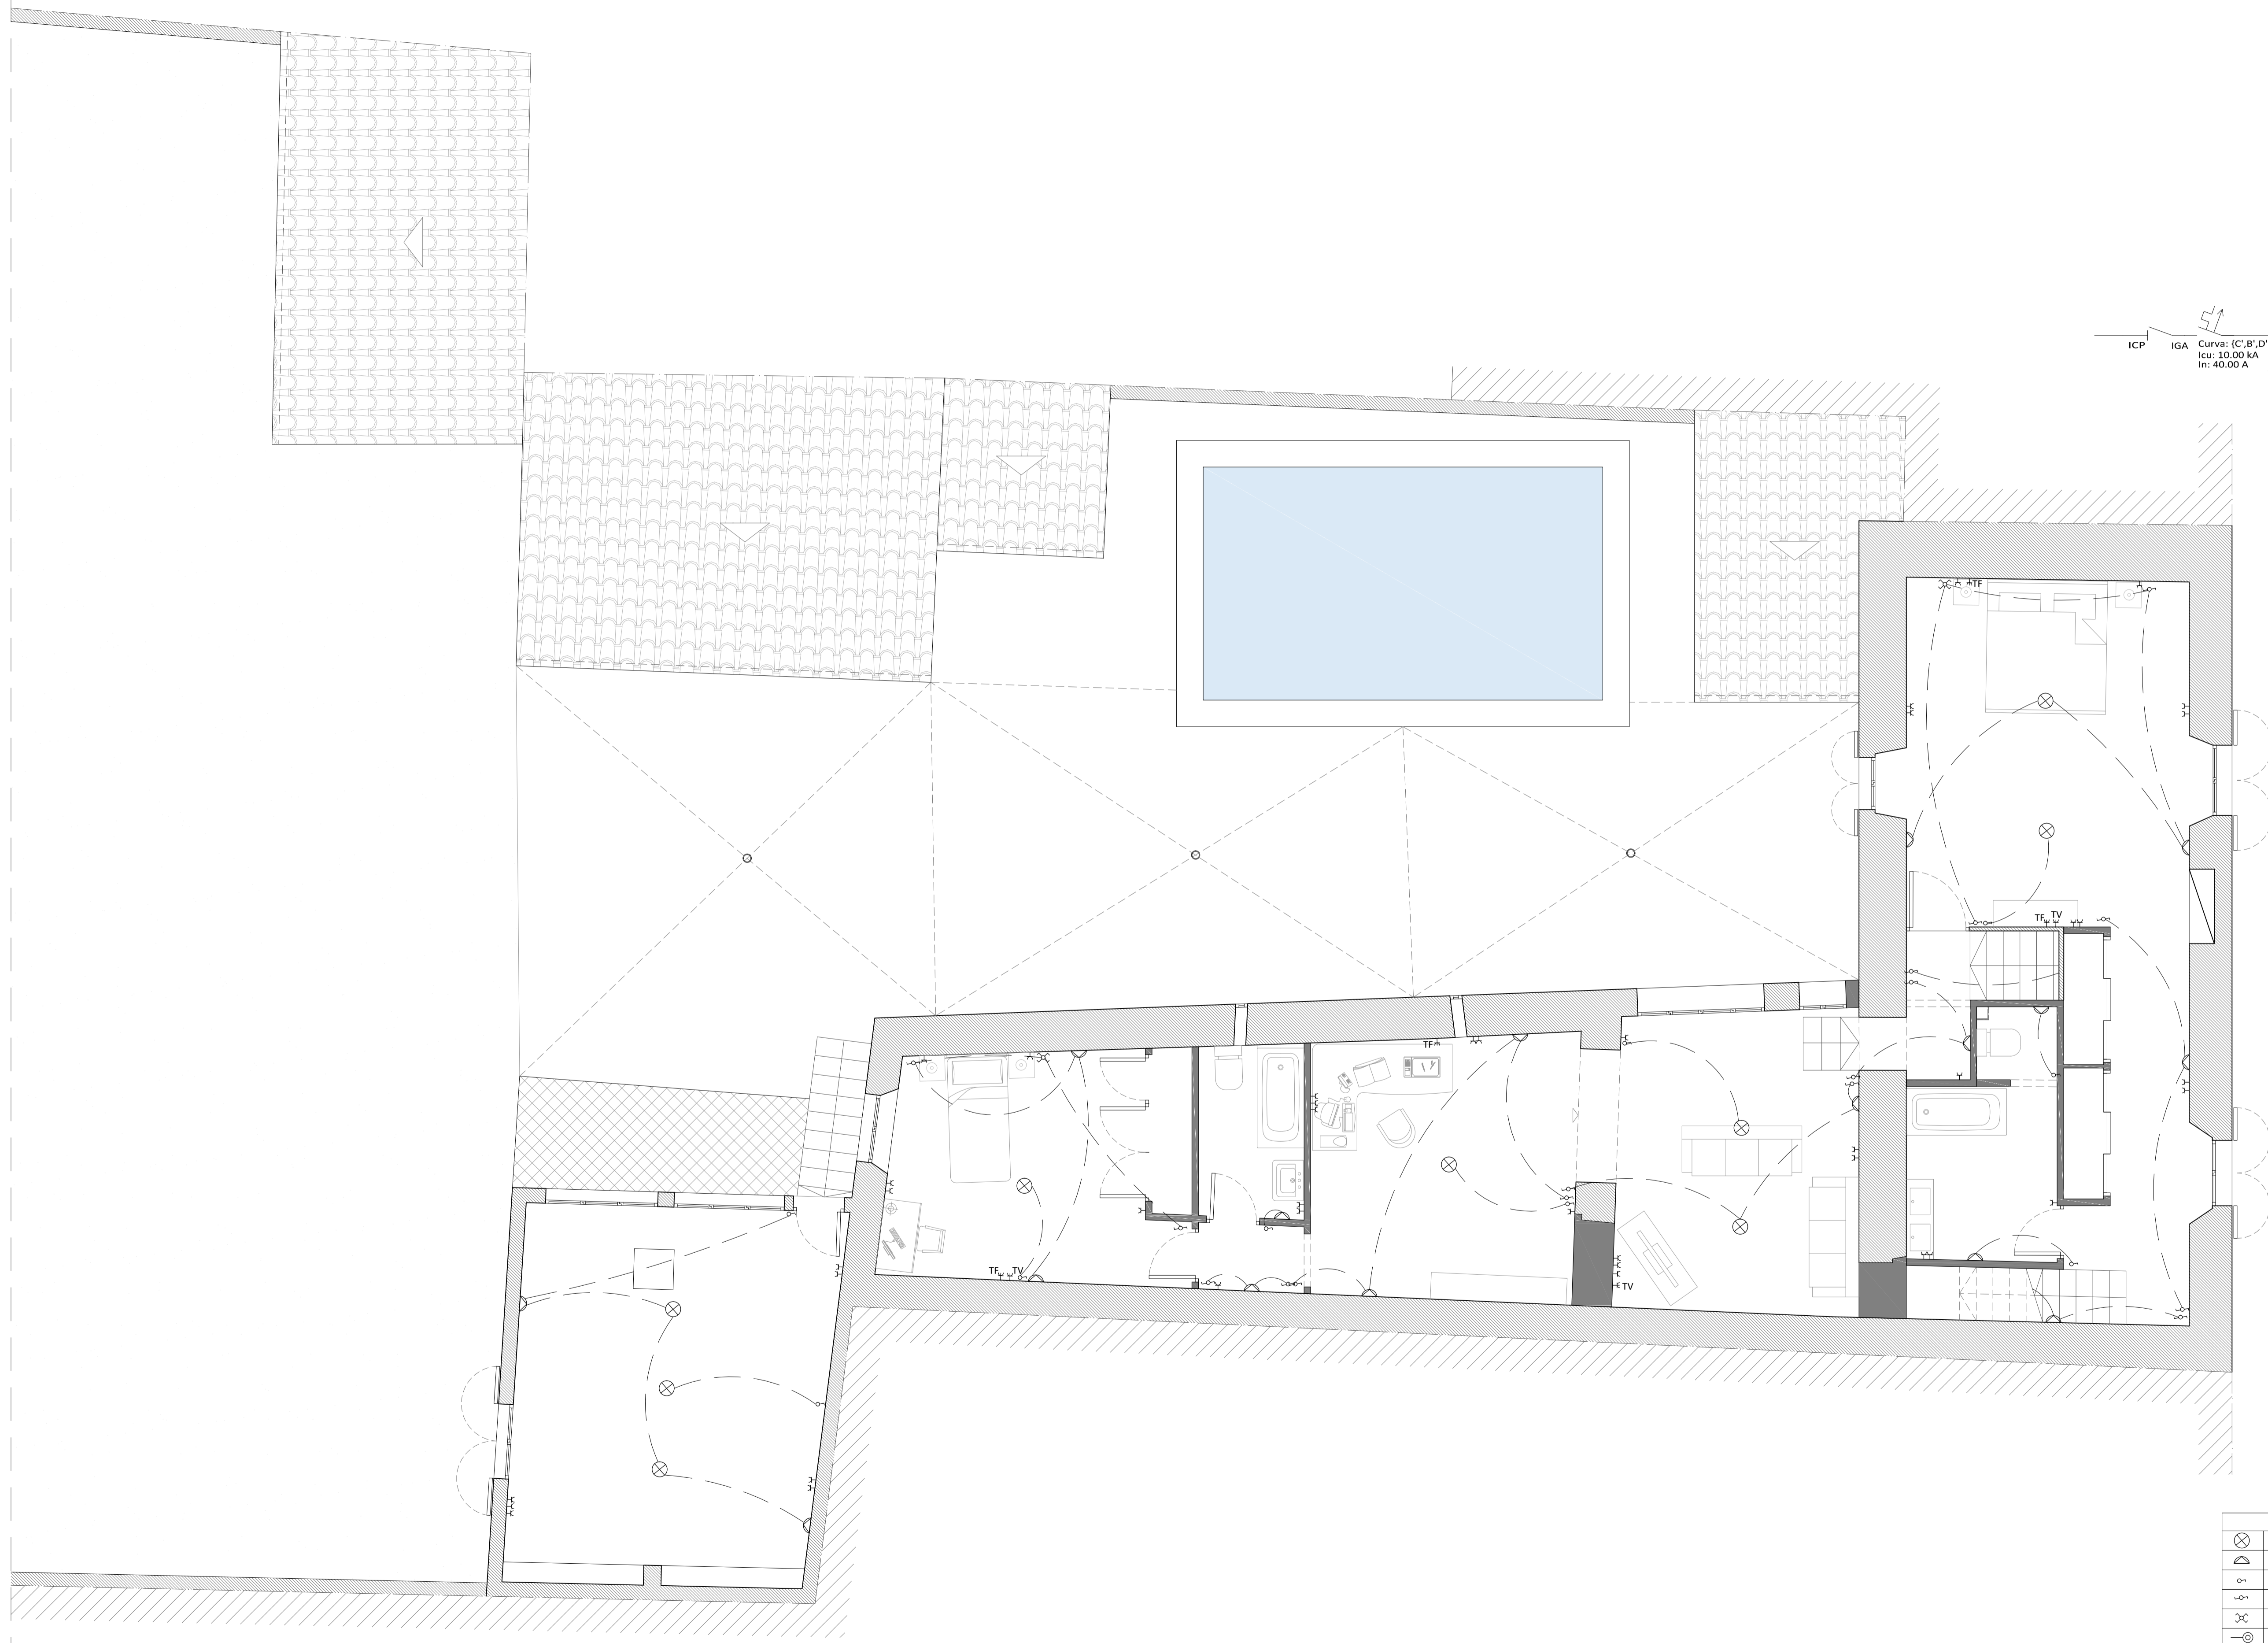 ICP
IGA
Curva: {C',B',D'
Icu: 10.00 kA
In: 40.00 A
TF
TF
TV
TF
TF
TV
TV